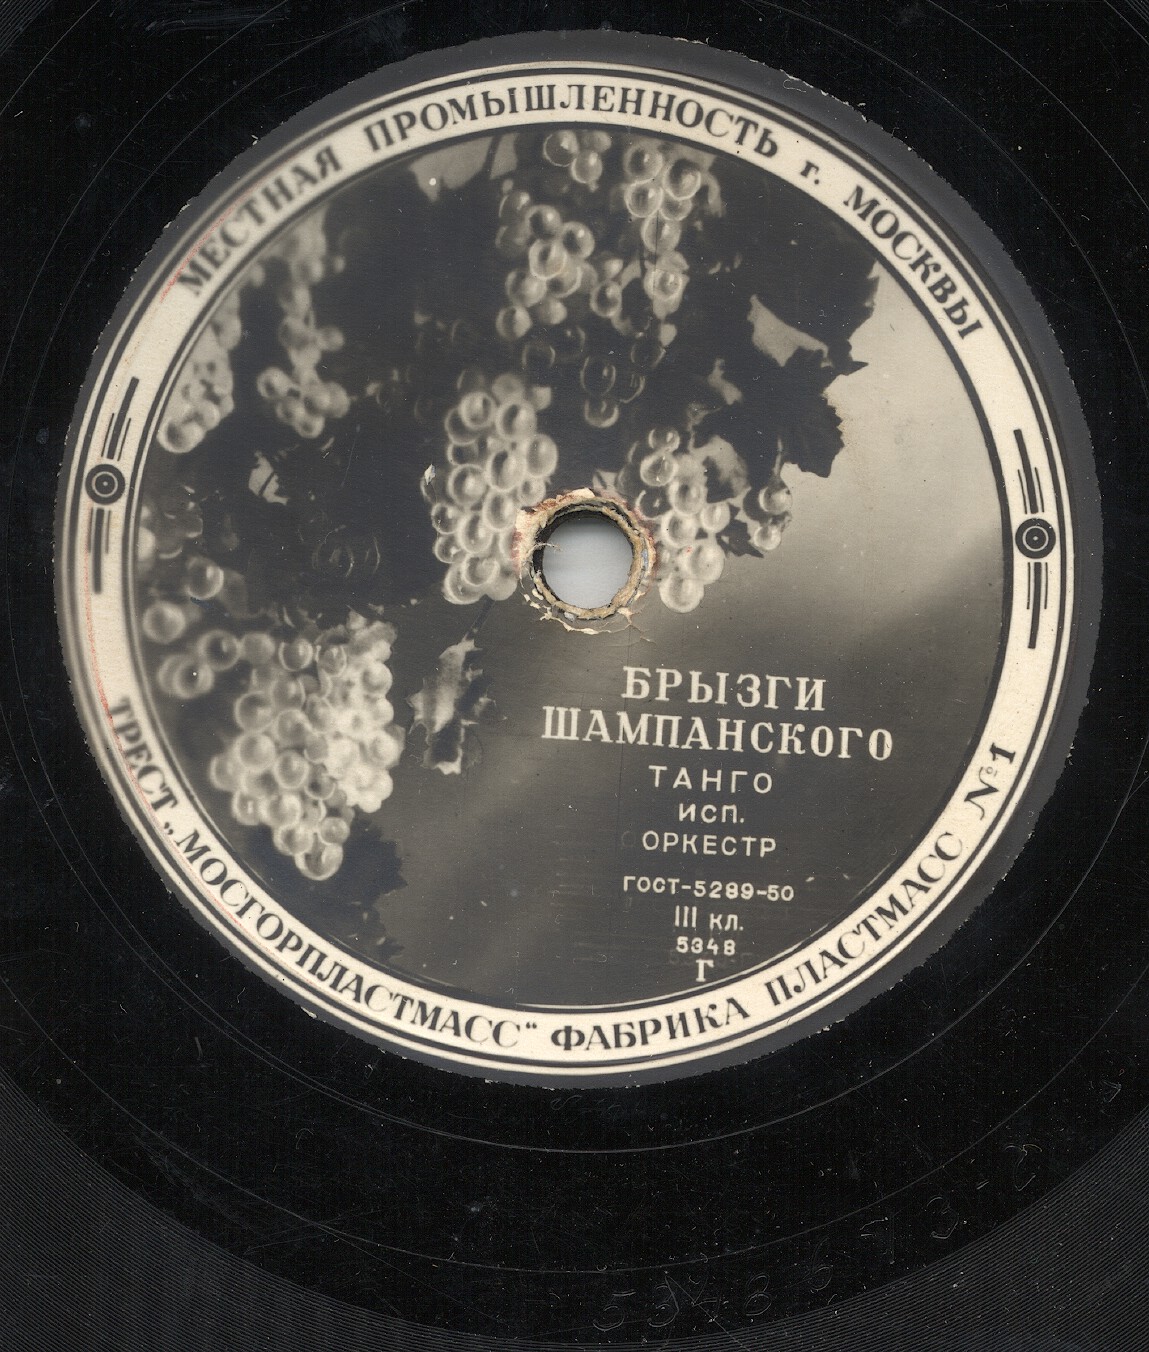 МЕСТНАЯ ПРОМЫШЛЕННОСТЬ г. МОСКВЫ
БРЫЗГИ
ШАМПАНСКОГО
ТАНГО
ИСП.
ОРКЕСТР
ГОСТ-5289-50
III КЛ.
5348
Г
ТРЕСТ „МОСГОРПЛАСТМАСС“ ФАБРИКА ПЛАСТМАСС №1